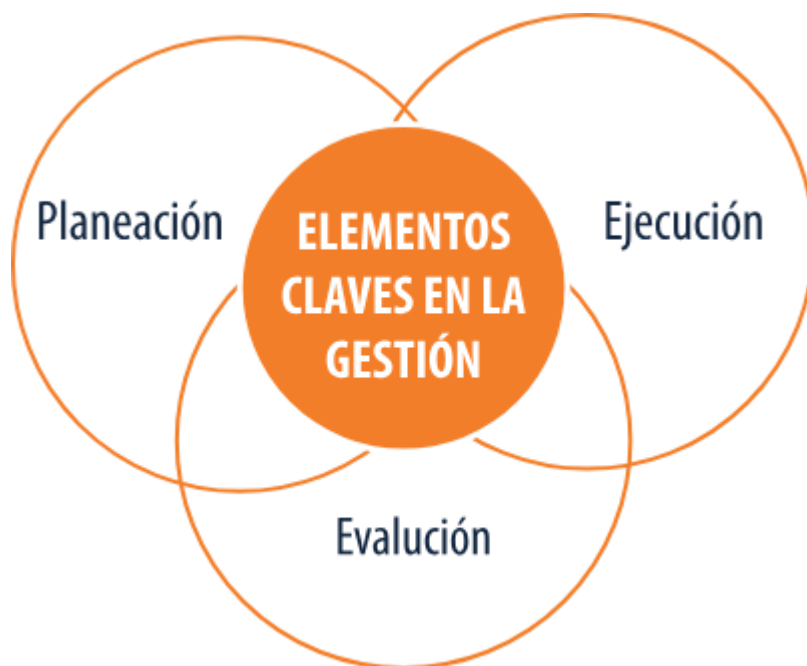 Planeación
ELEMENTOS
CLAVES EN LA
GESTIÓN
Ejecución
Evalución